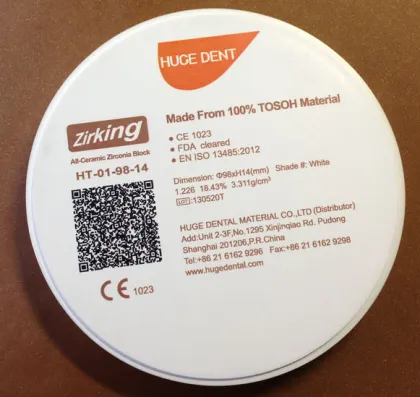 HUGE DENT
Made From 100% TOSOH Material
Zirking
All-Ceramic Zirconia Block
HT-01-98-14
• CE 1023
• FDA cleared
• EN ISO 13485:2012
Dimension: Φ98xH14(mm) Shade #: White
1.226 18.43% 3.311g/cm³
LOT:130520T
HUGE DENTAL MATERIAL CO.,LTD (Distributor)
Add:Unit 2-3F,No.1295 Xinjinqiao Rd. Pudong
Shanghai 201206,P.R.China
Tel:+86 21 6162 9296 Fax:+86 21 6162 9298
www.hugedental.com
CE 1023